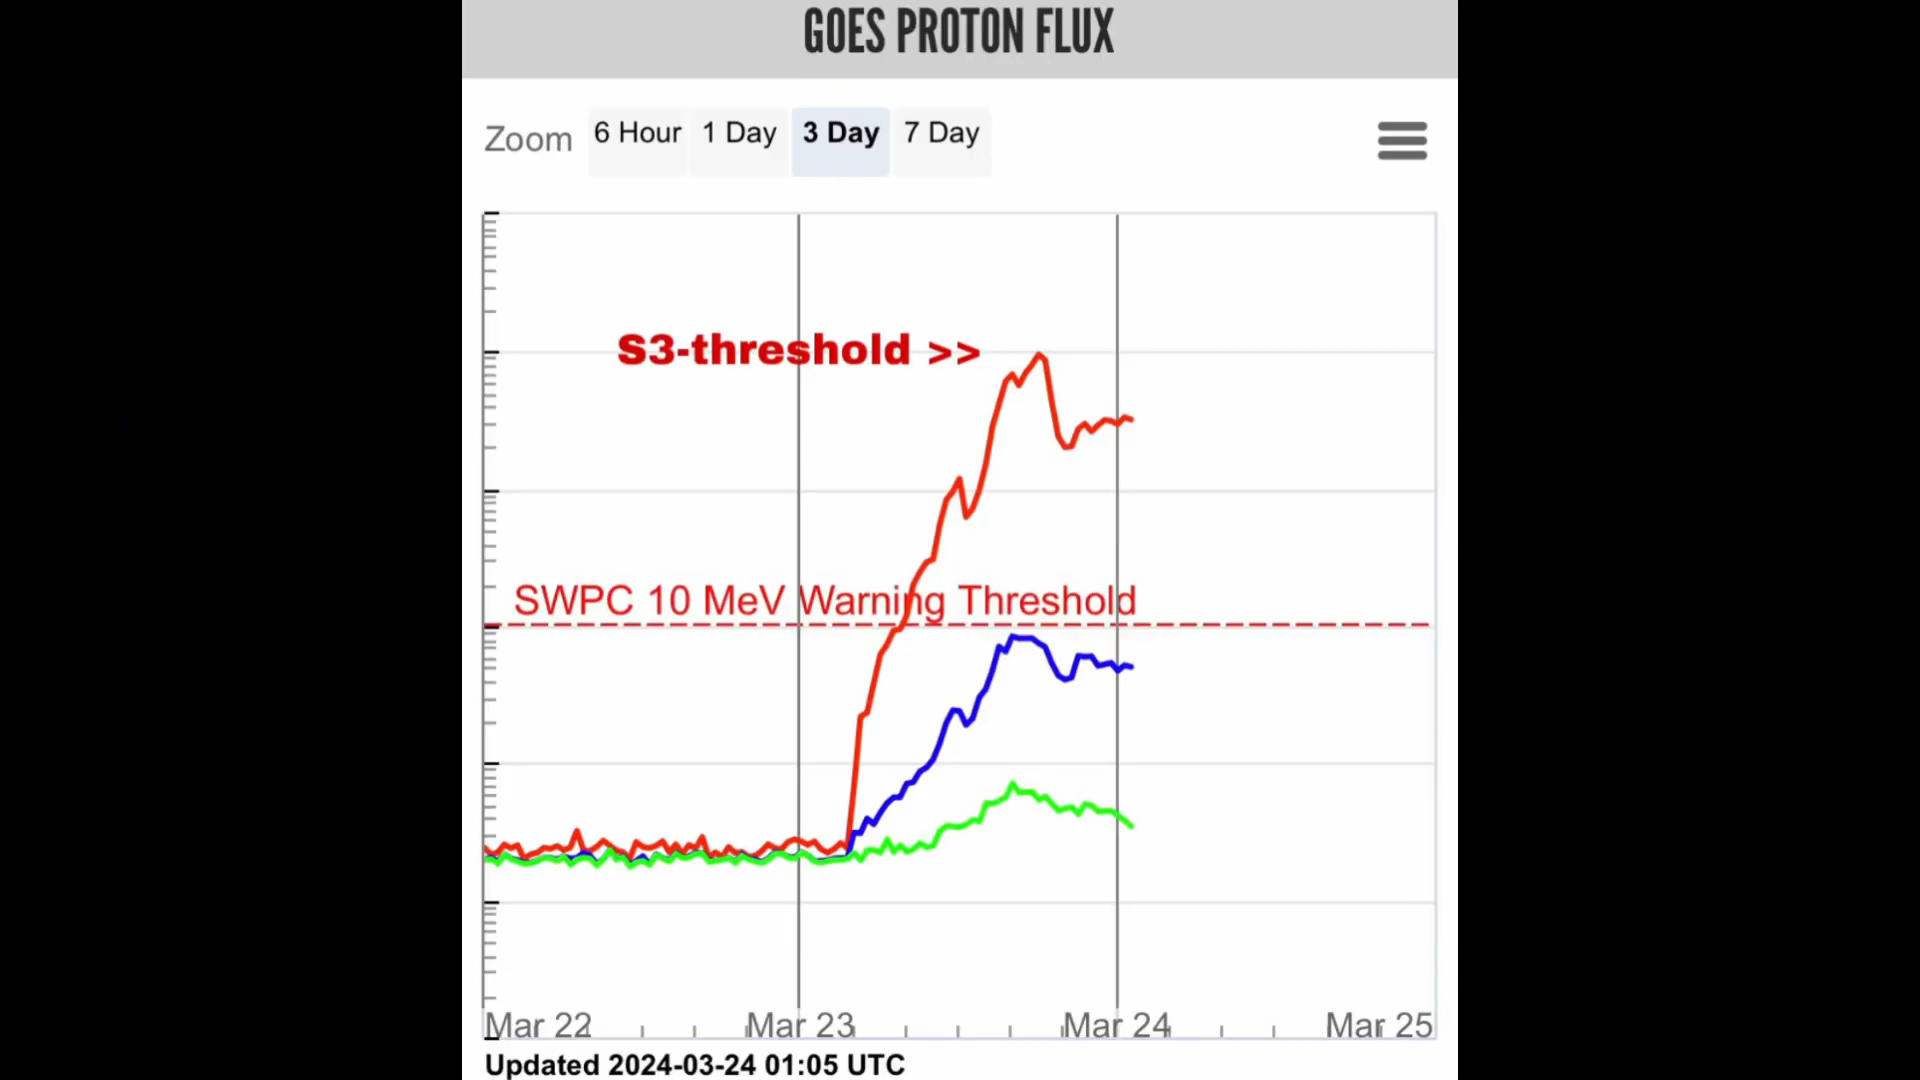 GOES PROTON FLUX
Zoom 6 Hour 1 Day 3 Day 7 Day
S3-threshold >>
SWPC 10 MeV Warning Threshold
Mar 22 Mar 23 Mar 24 Mar 25
Updated 2024-03-24 01:05 UTC